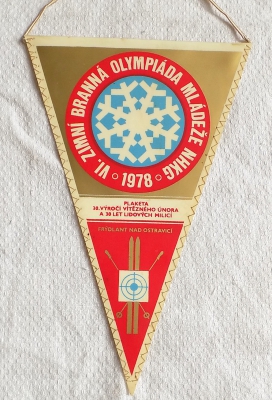 VI. ZIMNÍ BRANNÁ OLYMPIÁDA MLÁDEŽE NHKG
1978
PLAKETA
30.VÝROČÍ VÍTĚZNÉHO ÚNORA
A 30 LET LIDOVÝCH MILICÍ
FRÝDLANT NAD OSTRAVICÍ